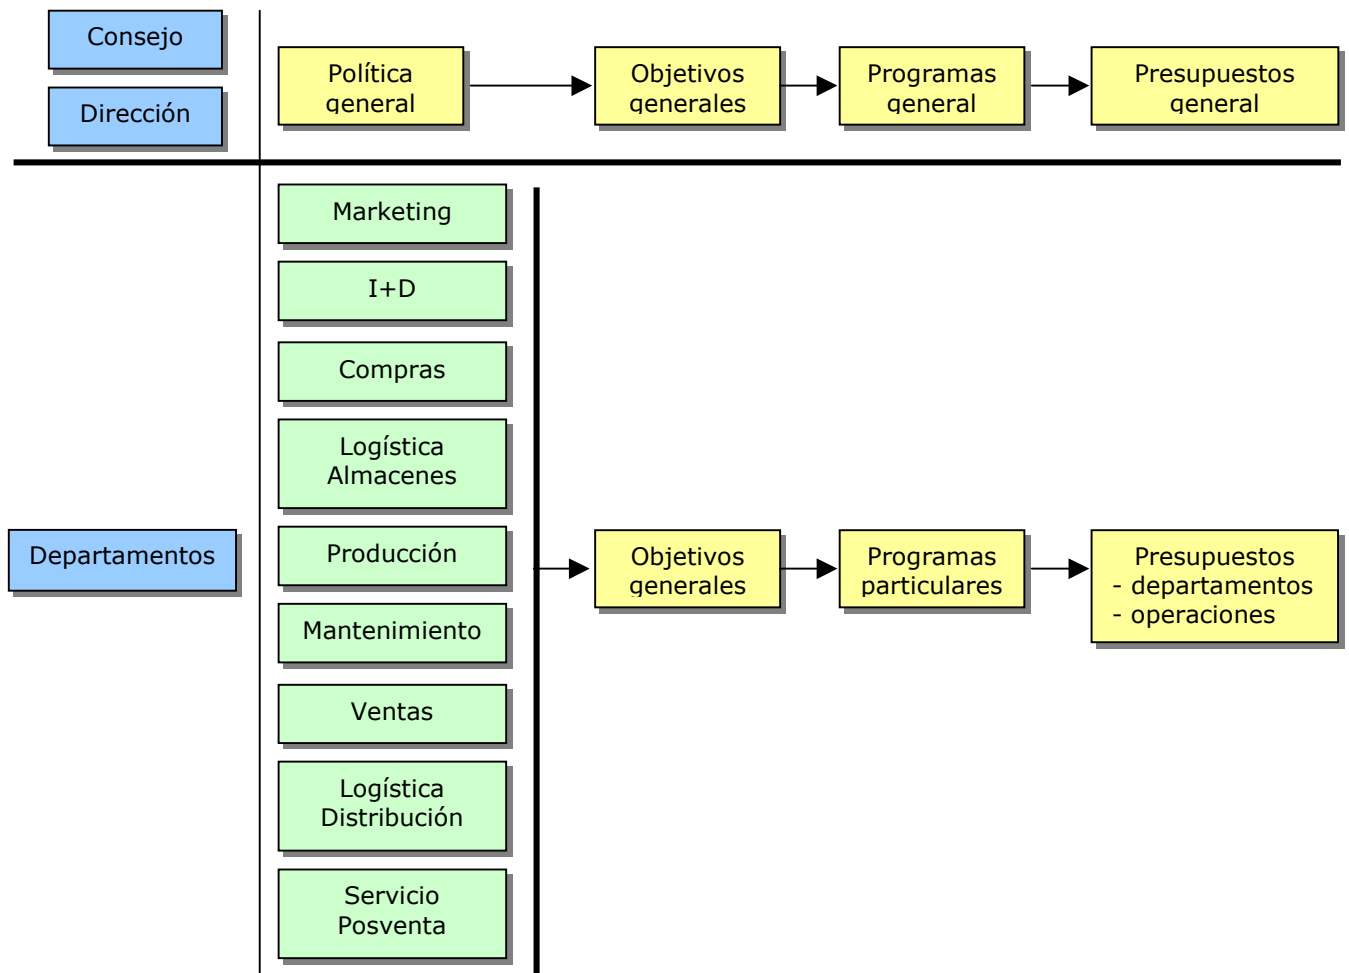 Consejo
Dirección
Política
general
Objetivos
generales
Programas
general
Presupuestos
general
Marketing
I+D
Compras
Logística
Almacenes
Producción
Mantenimiento
Ventas
Logística
Distribución
Servicio
Posventa
Departamentos
Objetivos
generales
Programas
particulares
Presupuestos
- departamentos
- operaciones